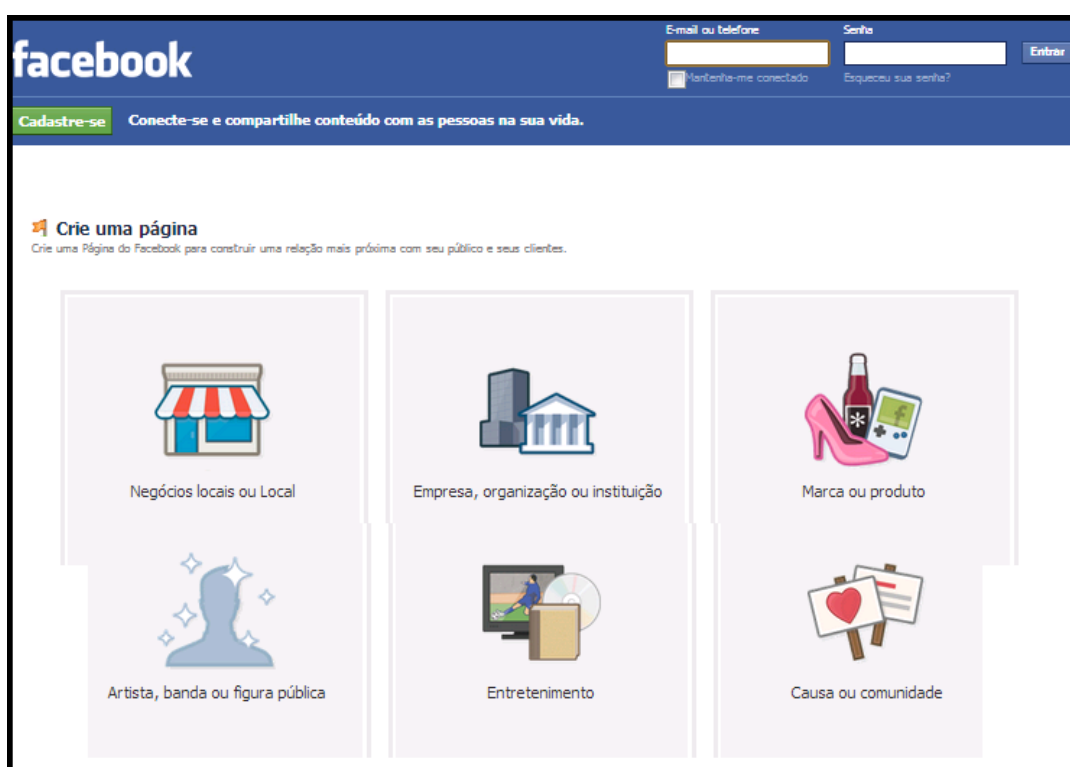 E-mail ou telefone
Senha
facebook
Entrar
Mantenha-me conectado
Esqueceu sua senha?
Cadastre-se
Conecte-se e compartilhe conteúdo com as pessoas na sua vida.
Crie uma página
Crie uma Página do Facebook para construir uma relação mais próxima com seu público e seus clientes.
Negócios locais ou Local
Empresa, organização ou instituição
Marca ou produto
Artista, banda ou figura pública
Entretenimento
Causa ou comunidade